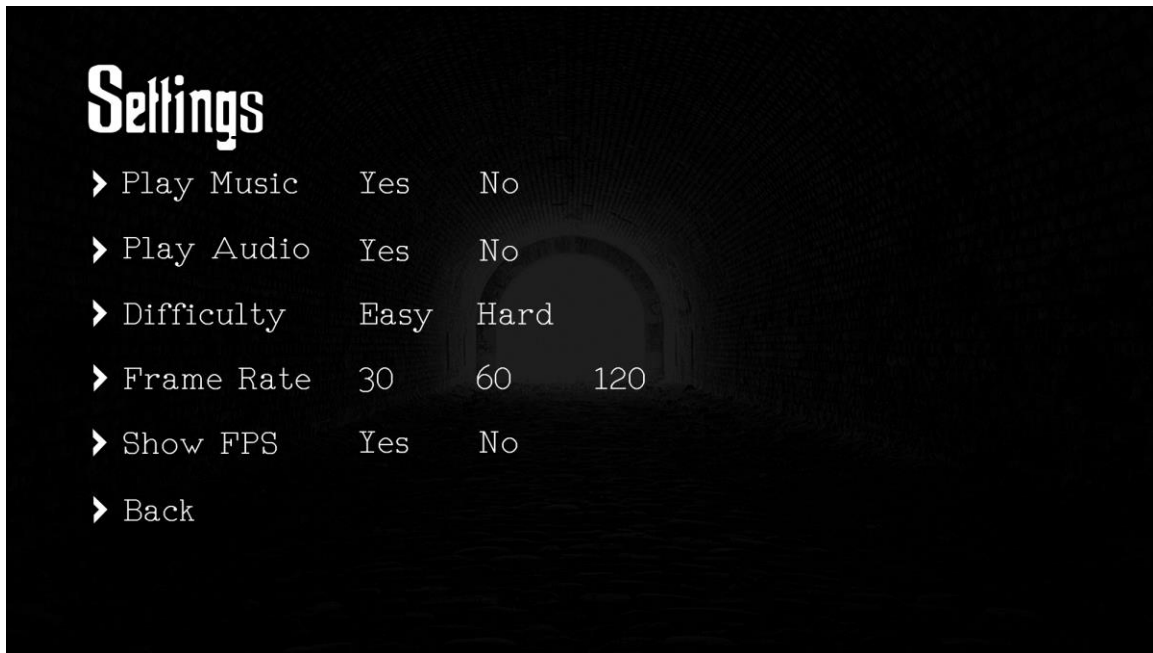 Settings
Play Music Yes No
Play Audio Yes No
Difficulty Easy Hard
Frame Rate 30 60 120
Show FPS Yes No
Back